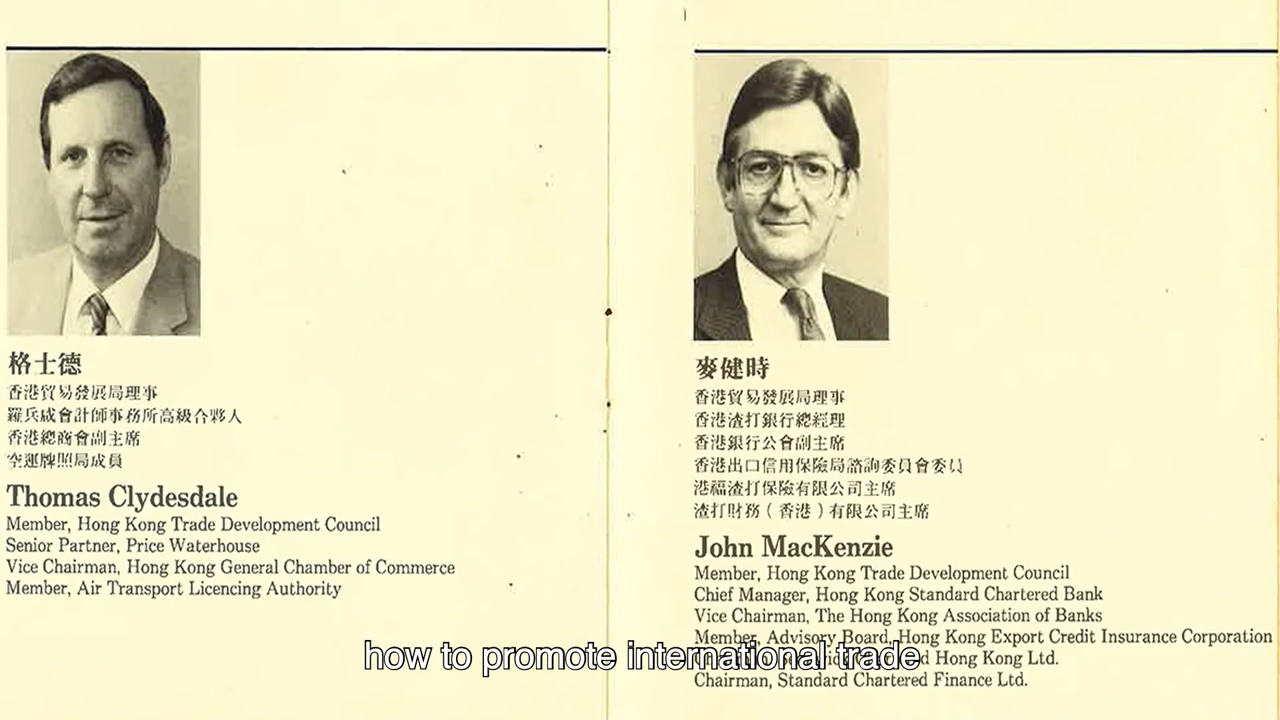 格士德
香港貿易發展局理事
羅兵咸會計師事務所高級合夥人
香港總商會副主席
空運牌照局成員
Thomas Clydesdale
Member, Hong Kong Trade Development Council
Senior Partner, Price Waterhouse
Vice Chairman, Hong Kong General Chamber of Commerce
Member, Air Transport Licencing Authority
麥健時
香港貿易發展局理事
香港渣打銀行總經理
香港銀行公會副主席
香港出口信用保險局諮詢委員會委員
港福渣打保險有限公司主席
渣打財務（香港）有限公司主席
John MacKenzie
Member, Hong Kong Trade Development Council
Chief Manager, Hong Kong Standard Chartered Bank
Vice Chairman, The Hong Kong Association of Banks
Member, Advisory Board, Hong Kong Export Credit Insurance Corporation
Hong Kong Ltd.
Chairman, Standard Chartered Finance Ltd.
how to promote international trade